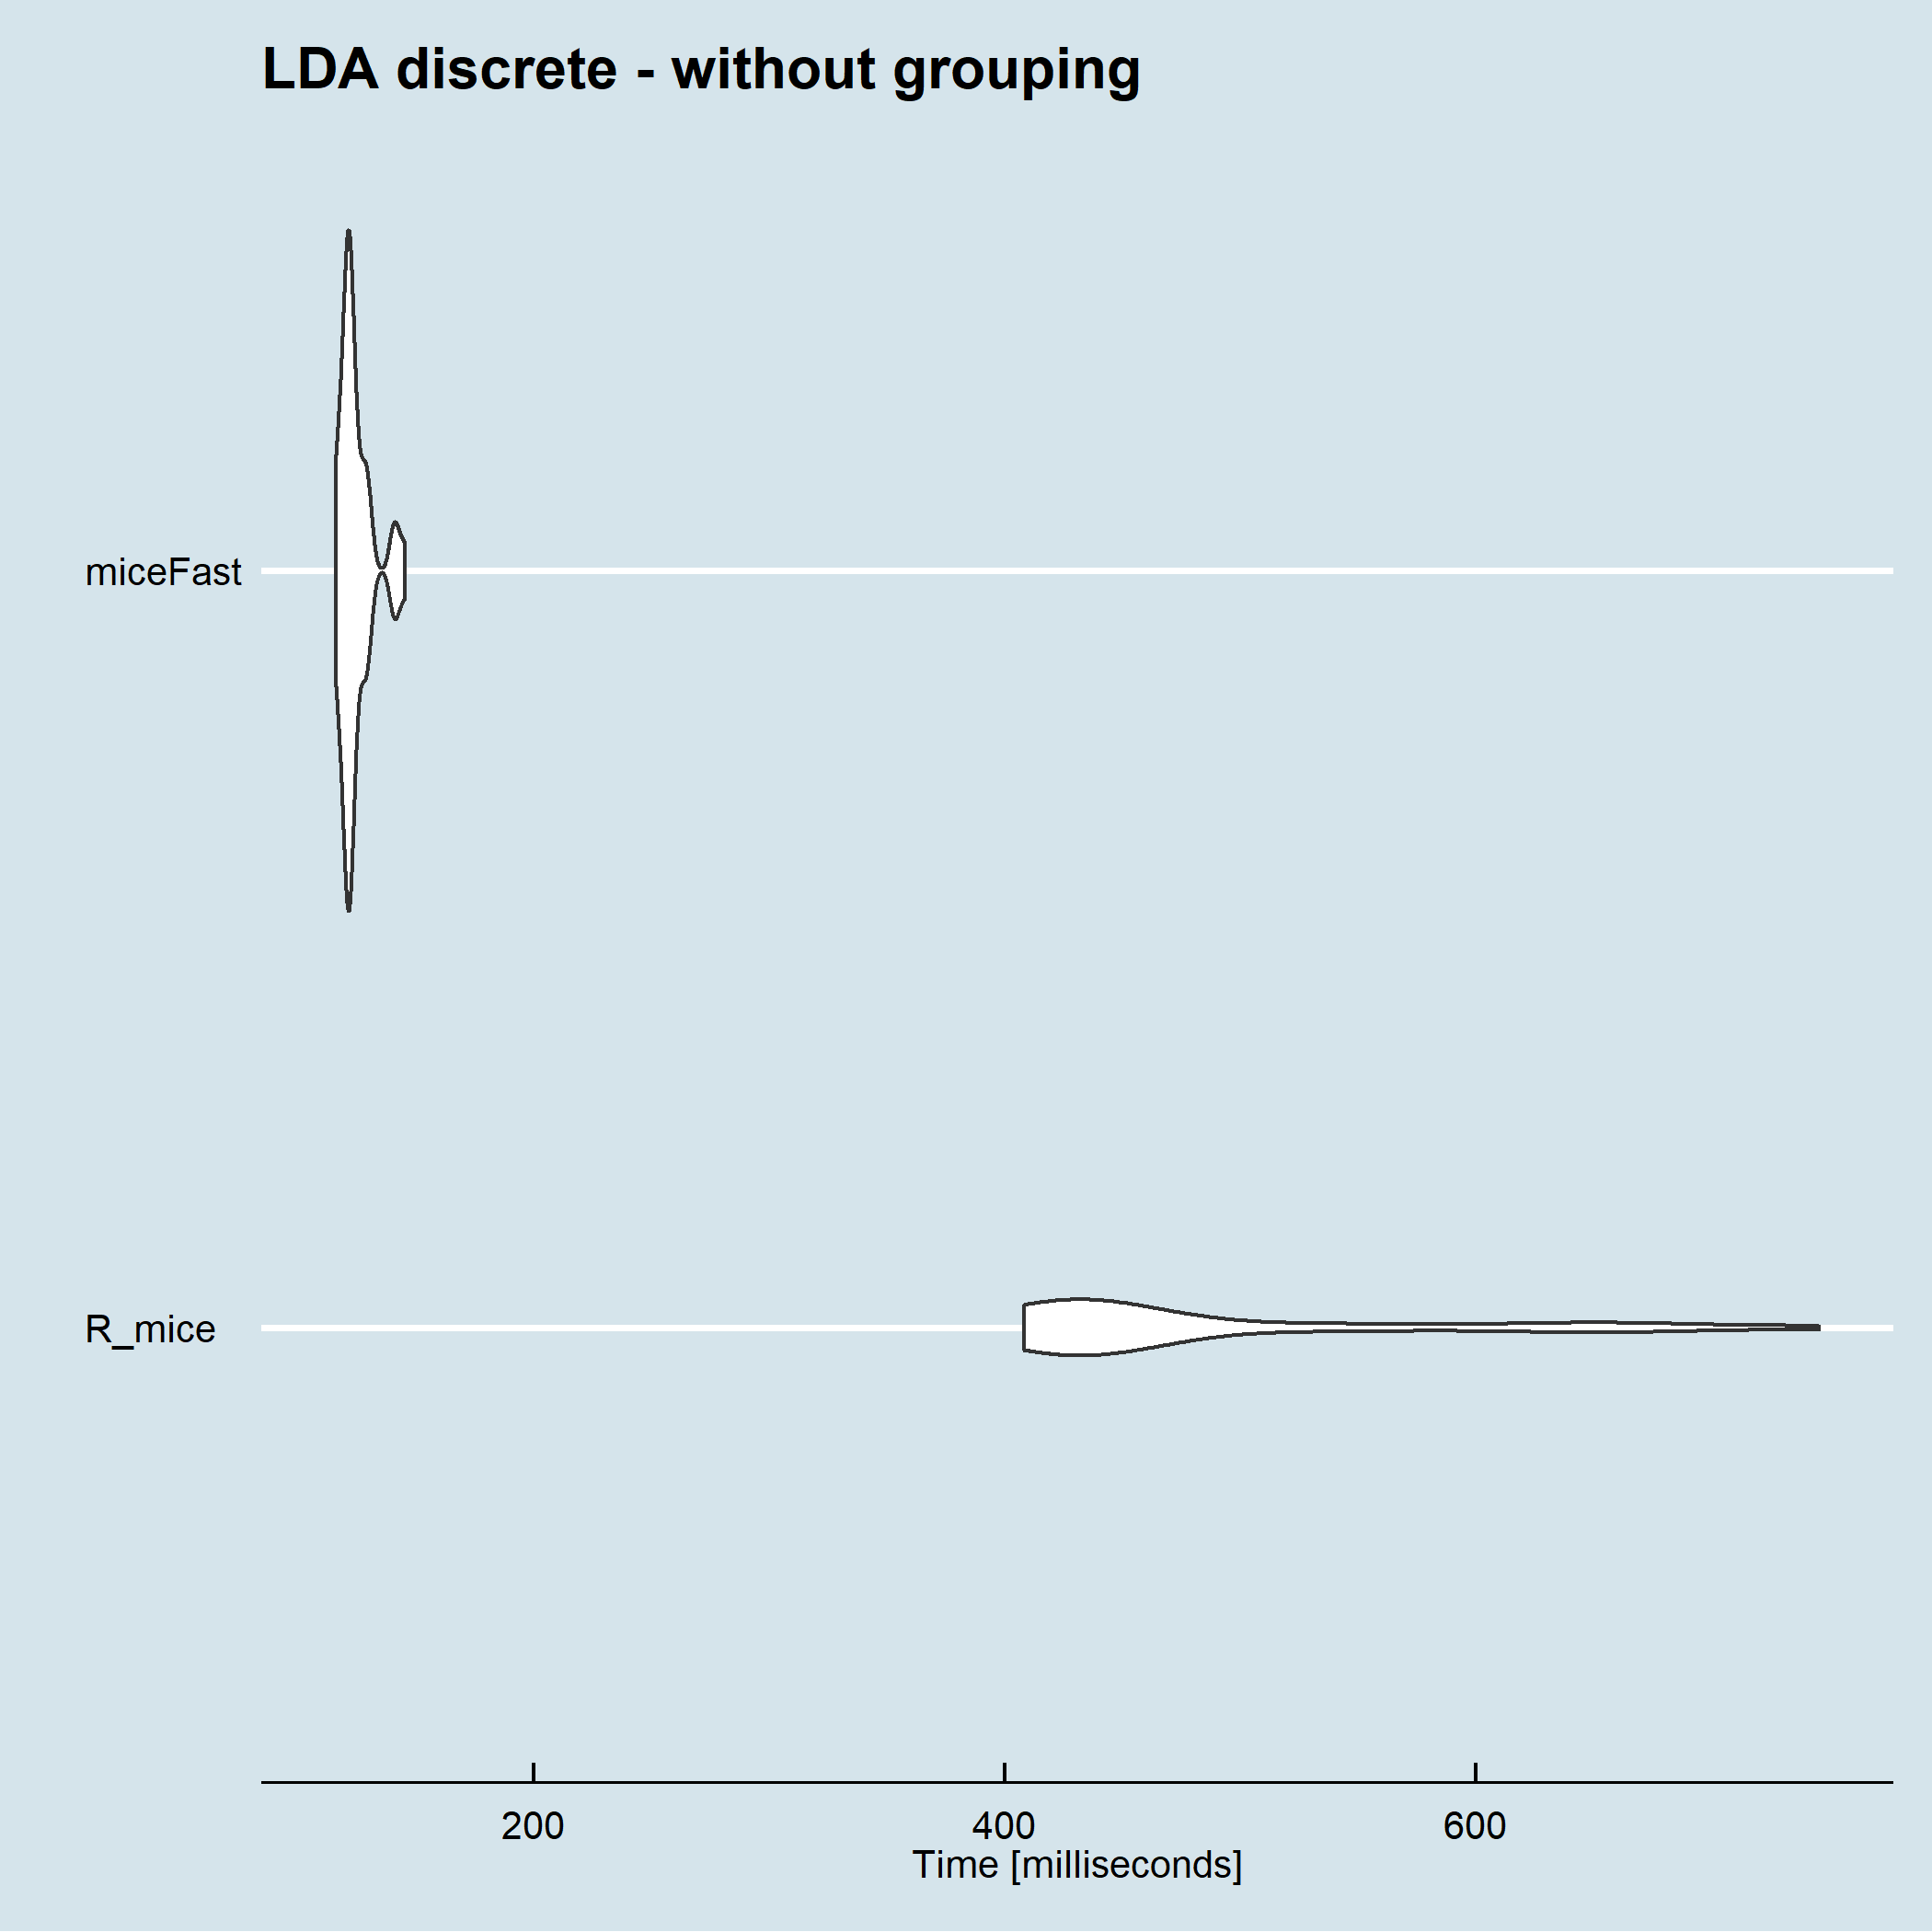 LDA discrete - without grouping
miceFast
R_mice
200 400 600
Time [milliseconds]